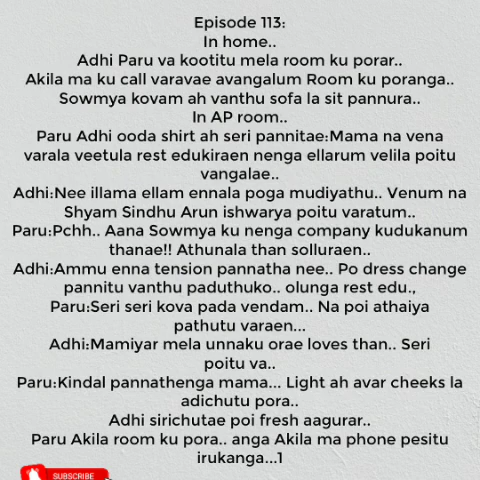 Episode 113:
In home..
Adhi Paru va kootitu mela room ku porar..
Akila ma ku call varavae avangalum Room ku poranga..
Sowmya kovam ah vanthu sofa la sit pannura..
In AP room..
Paru Adhi ooda shirt ah seri pannitae:Mama na vena
varala veetula rest edukiraen nenga ellarum velila poitu
vangalae..
Adhi:Nee illama ellam ennala poga mudiyathu.. Venum na
Shyam Sindhu Arun ishwarya poitu varatum..
Paru:Pchh.. Aana Sowmya ku nenga company kudukanum
thanae!! Athunala than solluraen..
Adhi:Ammu enna tension pannatha nee.. Po dress change
pannitu vanthu paduthuko.. olunga rest edu.,
Paru:Seri seri kova pada vendam.. Na poi athaiya
pathutu varaen...
Adhi:Mamiyar mela unnaku orae loves than.. Seri
poitu va..
Paru:Kindal pannathenga mama... Light ah avar cheeks la
adichutu pora..
Adhi sirichutae poi fresh aagurar..
Paru Akila room ku pora.. anga Akila ma phone pesitu
irukanga...1
SUBSCRIBE